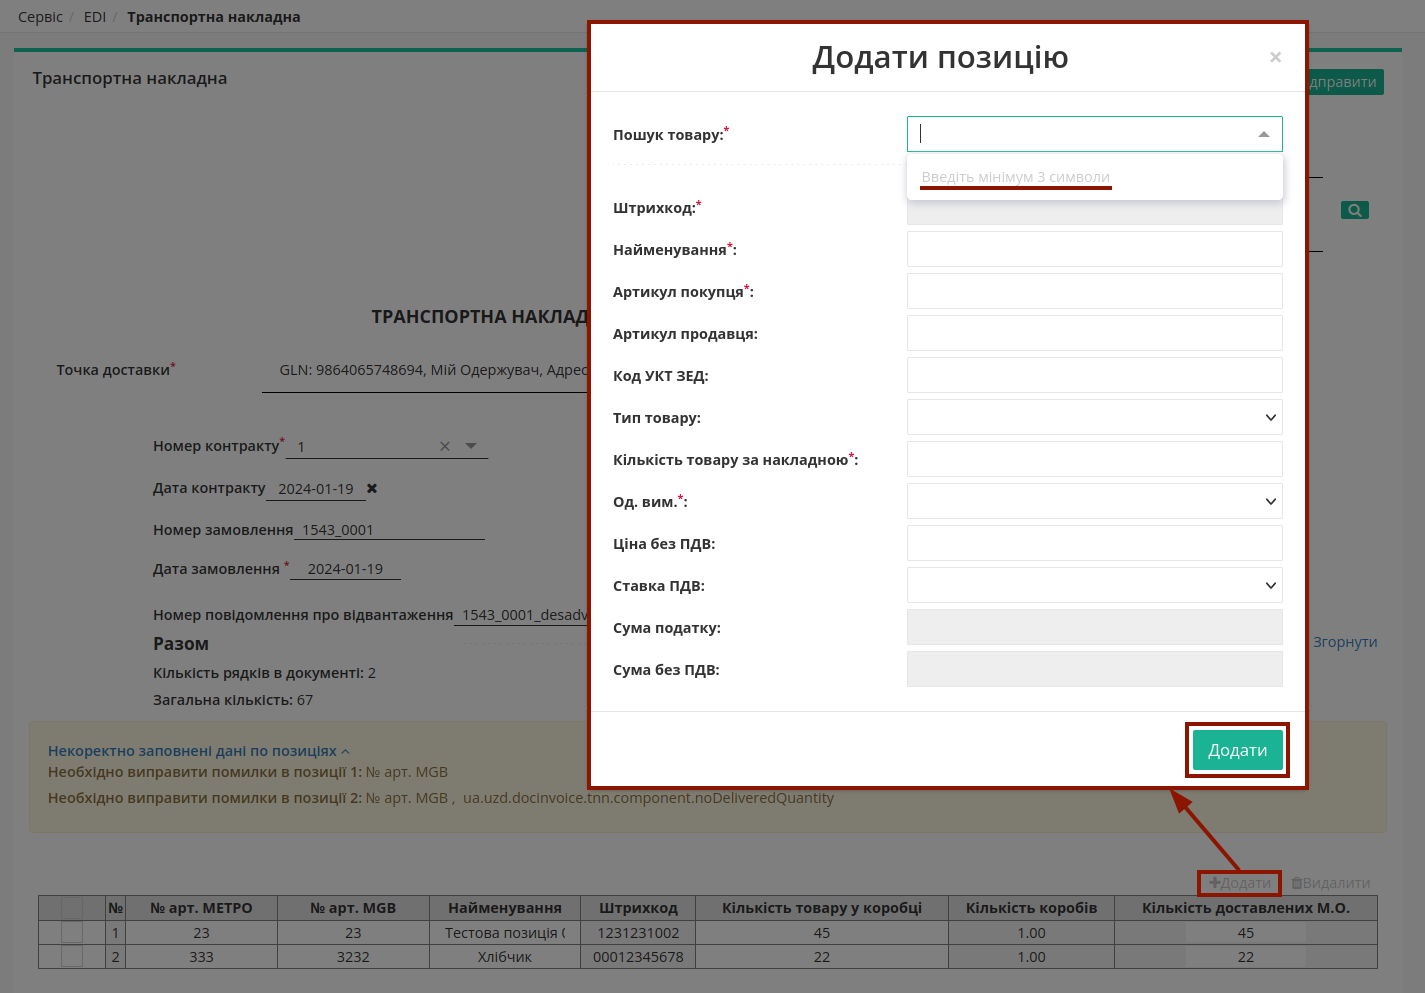 Сервіс / EDI / Транспортна накладна
Транспортна накладна
дправити
Додати позицію
×
Пошук товару:*
Введіть мінімум 3 символи
Штрихкод:*
Найменування*:
Артикул покупця*:
Артикул продавця:
Код УКТ ЗЕД:
Тип товару:
Кількість товару за накладною*:
Од. вим.*:
Ціна без ПДВ:
Ставка ПДВ:
Сума податку:
Сума без ПДВ:
Додати
ТРАНСПОРТНА НАКЛАД
Точка доставки* GLN: 9864065748694, Мій Одержувач, Адрес
Номер контракту* 1
Дата контракту 2024-01-19
Номер замовлення 1543_0001
Дата замовлення * 2024-01-19
Номер повідомлення про відвантаження 1543_0001_desadv
Разом
Згорнути
Кількість рядків в документі: 2
Загальна кількість: 67
Некоректно заповнені дані по позиціях
Необхідно виправити помилки в позиції 1: № арт. MGB
Необхідно виправити помилки в позиції 2: № арт. MGB , ua.uzd.docinvoice.tnn.component.noDeliveredQuantity
Додати Видалити
№ № арт. МЕТРО № арт. MGB Найменування Штрихкод Кількість товару у коробці Кількість коробів Кількість доставлених М.О.
1 23 23 Тестова позиція 1231231002 45 1.00 45
2 333 3232 Хлібчик 00012345678 22 1.00 22